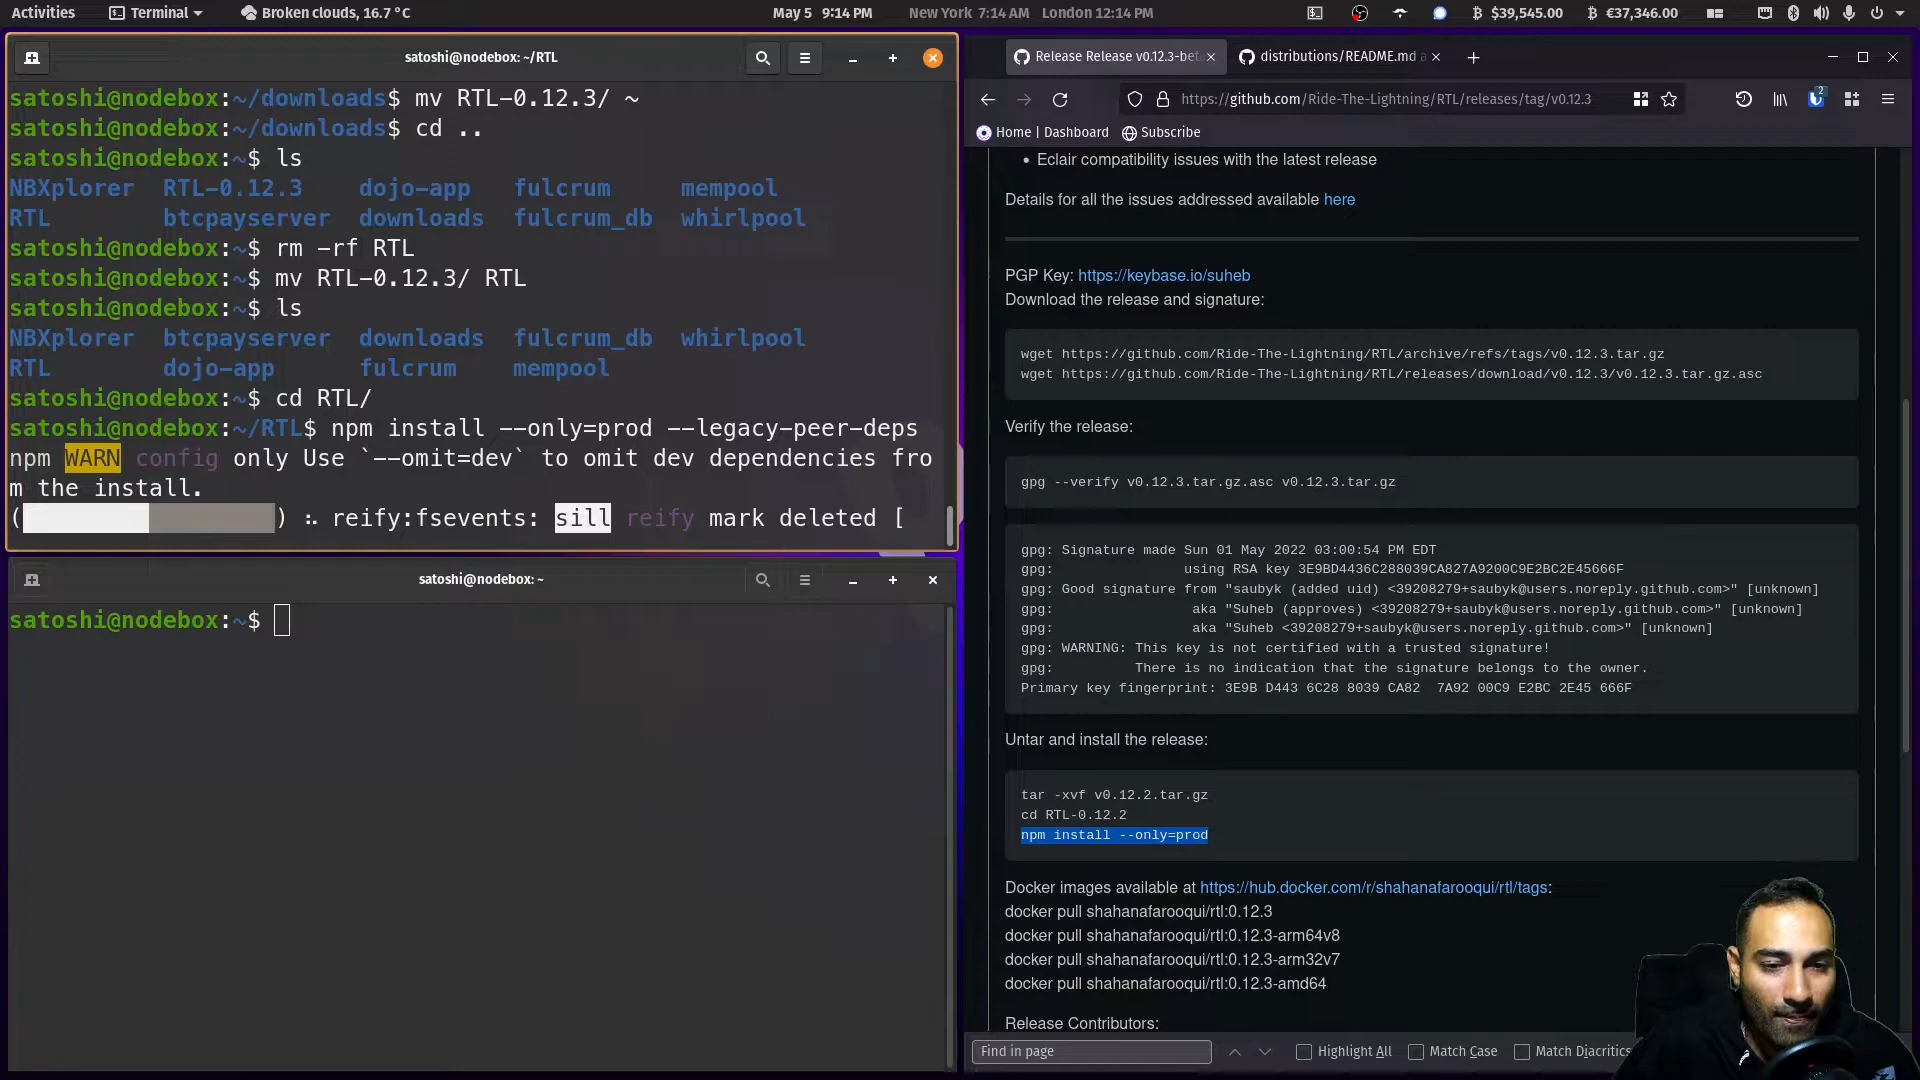 Activities Terminal Broken clouds, 16.7 °C May 5 9:14 PM New York 7:14 AM London 12:14 PM $39,545.00 €37,346.00
satoshi@nodebox: ~/RTL
satoshi@nodebox:~/downloads$ mv RTL-0.12.3/ ~
satoshi@nodebox:~/downloads$ cd ..
satoshi@nodebox:~$ ls
NBXplorer RTL-0.12.3 dojo-app fulcrum mempool
RTL btcpayserver downloads fulcrum_db whirlpool
satoshi@nodebox:~$ rm -rf RTL
satoshi@nodebox:~$ mv RTL-0.12.3/ RTL
satoshi@nodebox:~$ ls
NBXplorer btcpayserver downloads fulcrum_db whirlpool
RTL dojo-app fulcrum mempool
satoshi@nodebox:~$ cd RTL/
satoshi@nodebox:~/RTL$ npm install --only=prod --legacy-peer-deps
npm WARN config only Use `--omit=dev` to omit dev dependencies fro
m the install.
( ) ⠦ reify:fsevents: sill reify mark deleted [
satoshi@nodebox: ~
satoshi@nodebox:~$
Release Release v0.12.3-bet
distributions/README.md a
https://github.com/Ride-The-Lightning/RTL/releases/tag/v0.12.3
2
Home | Dashboard Subscribe
• Eclair compatibility issues with the latest release
Details for all the issues addressed available here
PGP Key: https://keybase.io/suheb
Download the release and signature:
wget https://github.com/Ride-The-Lightning/RTL/archive/refs/tags/v0.12.3.tar.gz
wget https://github.com/Ride-The-Lightning/RTL/releases/download/v0.12.3/v0.12.3.tar.gz.asc
Verify the release:
gpg --verify v0.12.3.tar.gz.asc v0.12.3.tar.gz
gpg: Signature made Sun 01 May 2022 03:00:54 PM EDT
gpg: using RSA key 3E9BD4436C288039CA827A9200C9E2BC2E45666F
gpg: Good signature from "saubyk (added uid) <39208279+saubyk@users.noreply.github.com>" [unknown]
gpg: aka "Suheb (approves) <39208279+saubyk@users.noreply.github.com>" [unknown]
gpg: aka "Suheb <39208279+saubyk@users.noreply.github.com>" [unknown]
gpg: WARNING: This key is not certified with a trusted signature!
gpg: There is no indication that the signature belongs to the owner.
Primary key fingerprint: 3E9B D443 6C28 8039 CA82 7A92 00C9 E2BC 2E45 666F
Untar and install the release:
tar -xvf v0.12.2.tar.gz
cd RTL-0.12.2
npm install --only=prod
Docker images available at https://hub.docker.com/r/shahanafarooqui/rtl/tags:
docker pull shahanafarooqui/rtl:0.12.3
docker pull shahanafarooqui/rtl:0.12.3-arm64v8
docker pull shahanafarooqui/rtl:0.12.3-arm32v7
docker pull shahanafarooqui/rtl:0.12.3-amd64
Release Contributors:
Find in page Highlight All Match Case Match Diacritics